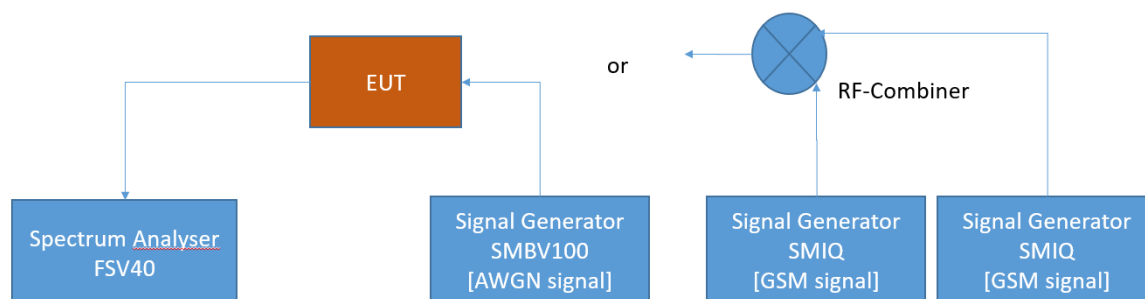 EUT
or
RF-Combiner
Spectrum Analyser
FSV40
Signal Generator
SMBV100
[AWGN signal]
Signal Generator
SMIQ
[GSM signal]
Signal Generator
SMIQ
[GSM signal]